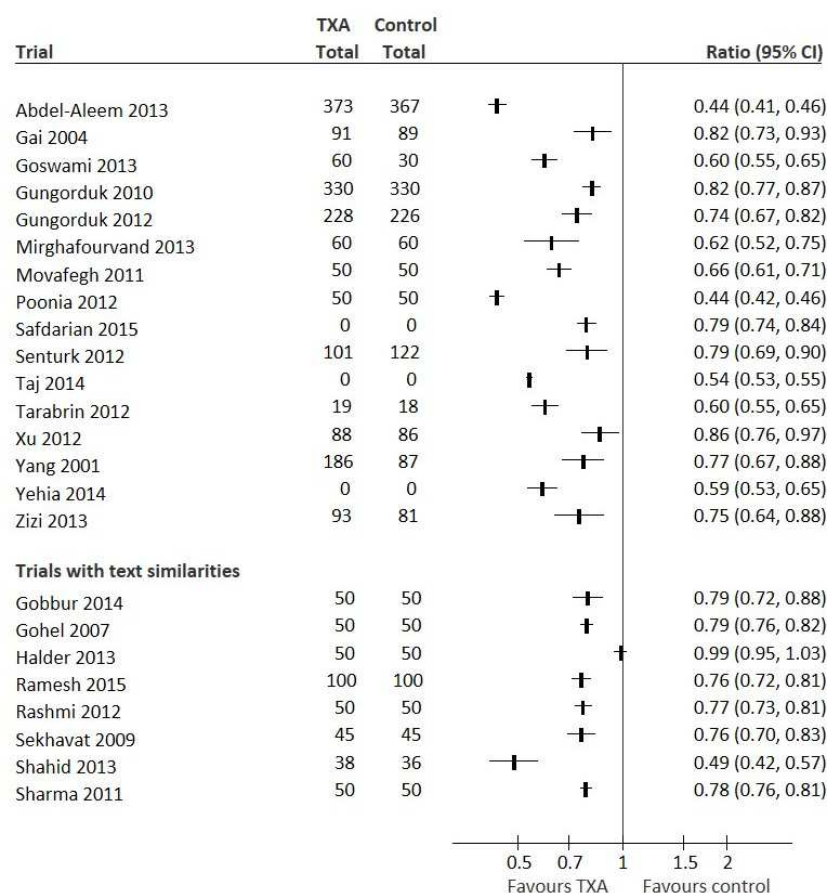 TXA Control
Trial Total Total Ratio (95% CI)
Abdel-Aleem 2013 373 367 0.44 (0.41, 0.46)
Gai 2004 91 89 0.82 (0.73, 0.93)
Goswami 2013 60 30 0.60 (0.55, 0.65)
Gungorduk 2010 330 330 0.82 (0.77, 0.87)
Gungorduk 2012 228 226 0.74 (0.67, 0.82)
Mirghafourvand 2013 60 60 0.62 (0.52, 0.75)
Movafegh 2011 50 50 0.66 (0.61, 0.71)
Poonia 2012 50 50 0.44 (0.42, 0.46)
Safdarian 2015 0 0 0.79 (0.74, 0.84)
Senturk 2012 101 122 0.79 (0.69, 0.90)
Taj 2014 0 0 0.54 (0.53, 0.55)
Tarabrin 2012 19 18 0.60 (0.55, 0.65)
Xu 2012 88 86 0.86 (0.76, 0.97)
Yang 2001 186 87 0.77 (0.67, 0.88)
Yehia 2014 0 0 0.59 (0.53, 0.65)
Zizi 2013 93 81 0.75 (0.64, 0.88)
Trials with text similarities
Gobbur 2014 50 50 0.79 (0.72, 0.88)
Gohel 2007 50 50 0.79 (0.76, 0.82)
Halder 2013 50 50 0.99 (0.95, 1.03)
Ramesh 2015 100 100 0.76 (0.72, 0.81)
Rashmi 2012 50 50 0.77 (0.73, 0.81)
Sekhavat 2009 45 45 0.76 (0.70, 0.83)
Shahid 2013 38 36 0.49 (0.42, 0.57)
Sharma 2011 50 50 0.78 (0.76, 0.81)
0.5 0.7 1 1.5 2
Favours TXA Favours control